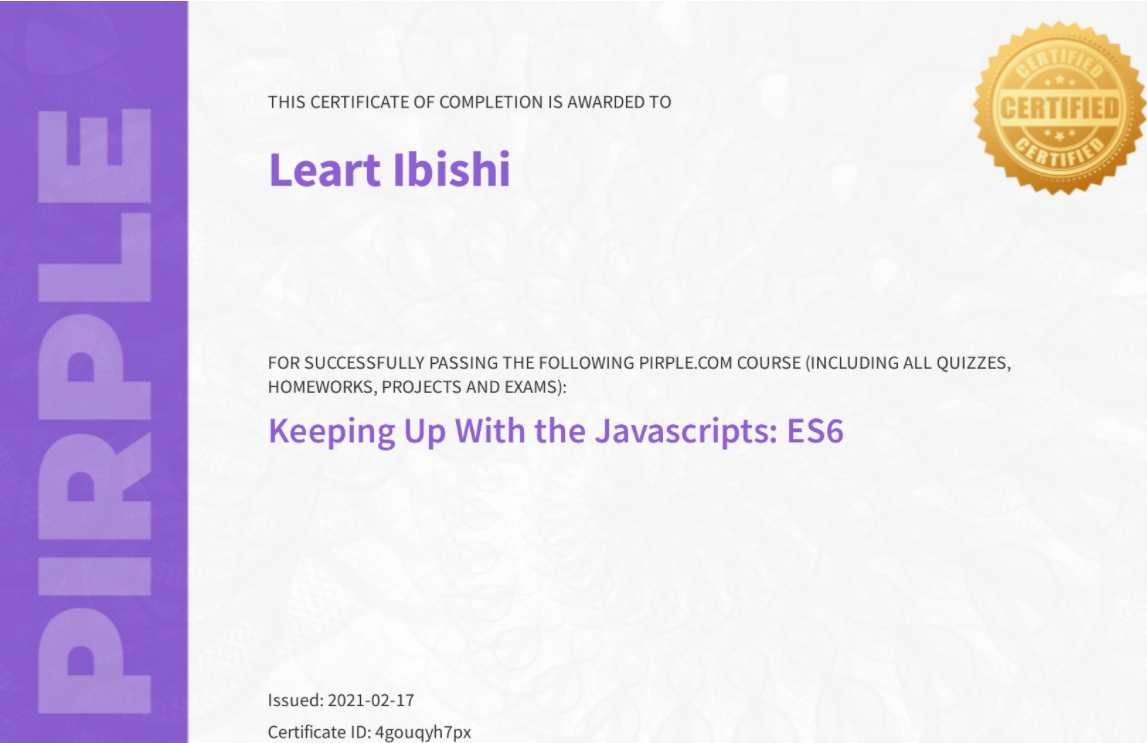 PIRPLE
THIS CERTIFICATE OF COMPLETION IS AWARDED TO
Leart Ibishi
CERTIFIED
CERTIFIED
CERTIFIED
FOR SUCCESSFULLY PASSING THE FOLLOWING PIRPLE.COM COURSE (INCLUDING ALL QUIZZES,
HOMEWORKS, PROJECTS AND EXAMS):
Keeping Up With the Javascripts: ES6
Issued: 2021-02-17
Certificate ID: 4gouqyh7px